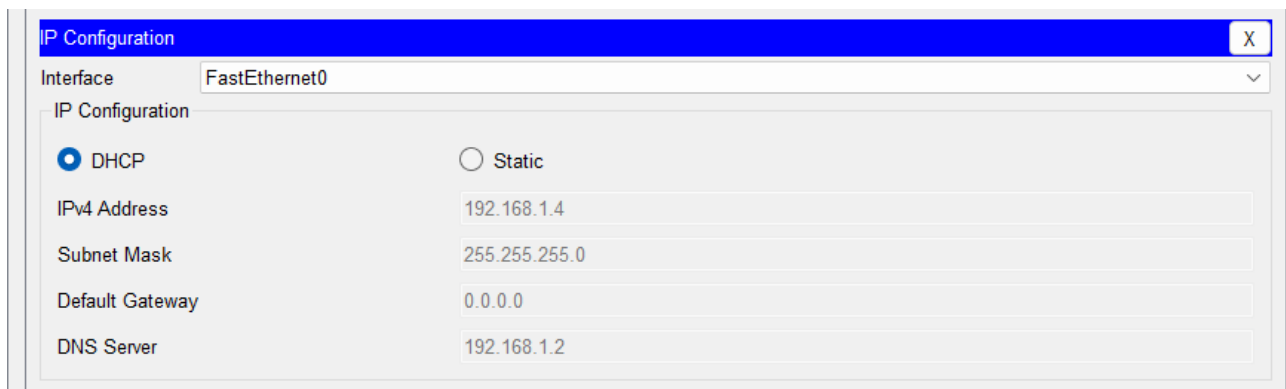 IP Configuration X
Interface FastEthernet0
IP Configuration
DHCP Static
IPv4 Address 192.168.1.4
Subnet Mask 255.255.255.0
Default Gateway 0.0.0.0
DNS Server 192.168.1.2